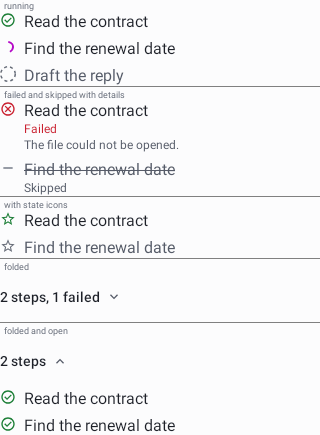 running
Read the contract
Find the renewal date
Draft the reply
failed and skipped with details
Read the contract
Failed
The file could not be opened.
Find the renewal date
Skipped
with state icons
Read the contract
Find the renewal date
folded
2 steps, 1 failed
folded and open
2 steps
Read the contract
Find the renewal date